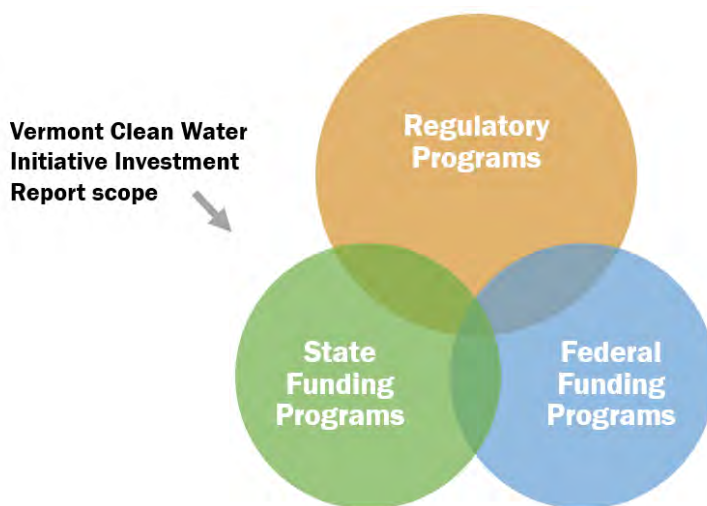 Vermont Clean Water
Initiative Investment
Report scope
Regulatory
Programs
State
Funding
Programs
Federal
Funding
Programs